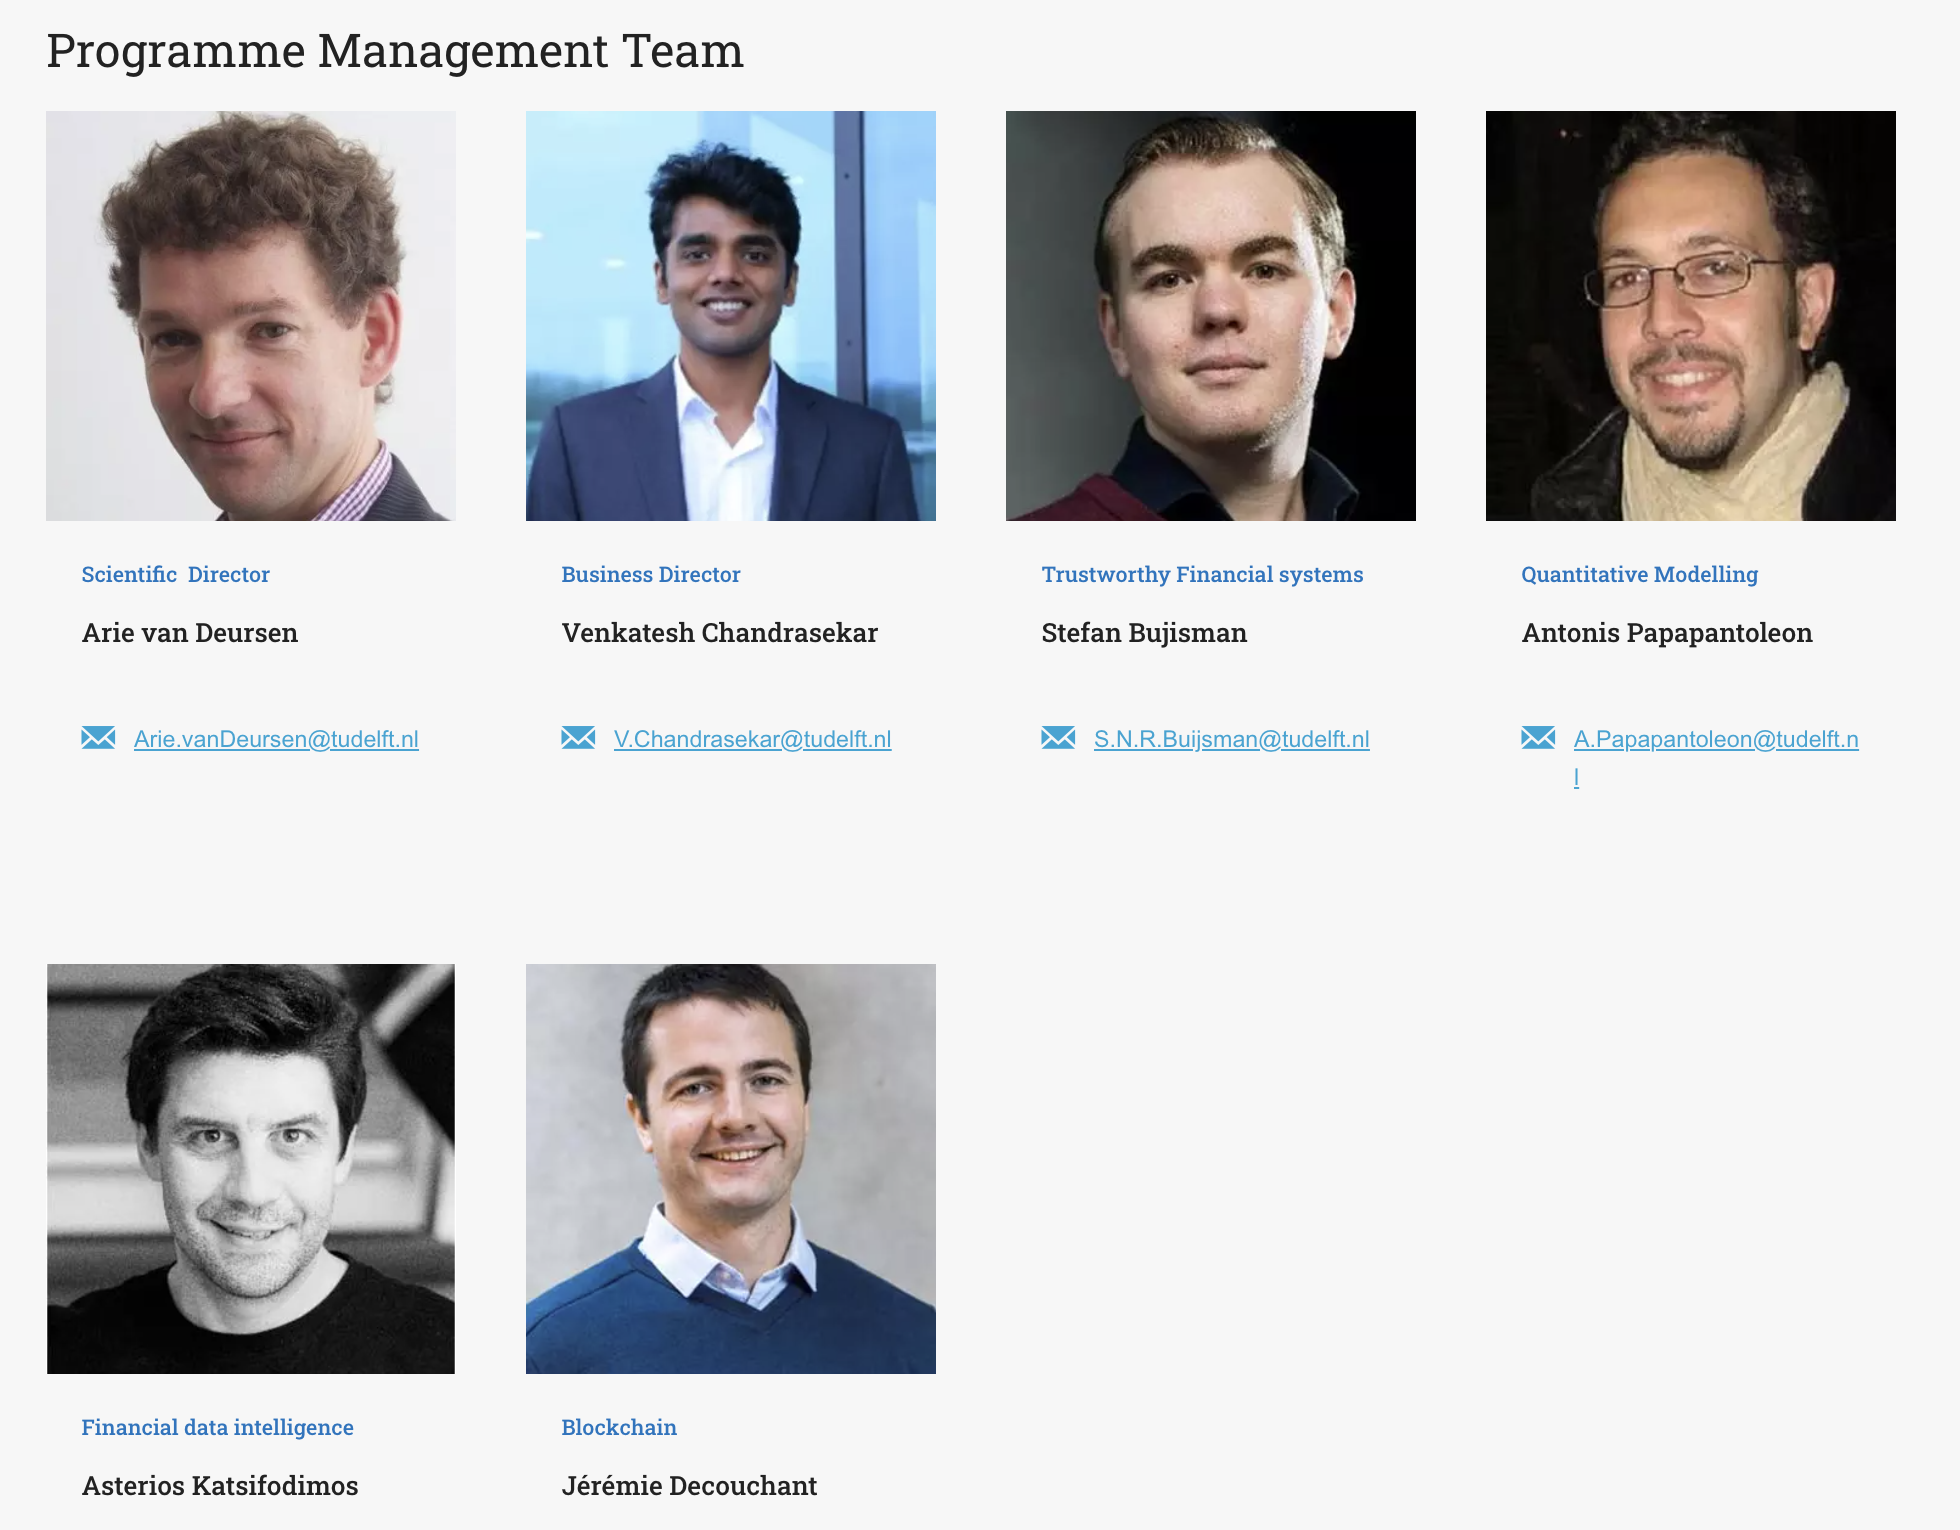 Programme Management Team
Scientific  Director
Arie van Deursen
Arie.vanDeursen@tudelft.nl
Business Director
Venkatesh Chandrasekar
V.Chandrasekar@tudelft.nl
Trustworthy Financial systems
Stefan Bujisman
S.N.R.Buijsman@tudelft.nl
Quantitative Modelling
Antonis Papapantoleon
A.Papapantoleon@tudelft.n
l
Financial data intelligence
Asterios Katsifodimos
Blockchain
Jérémie Decouchant